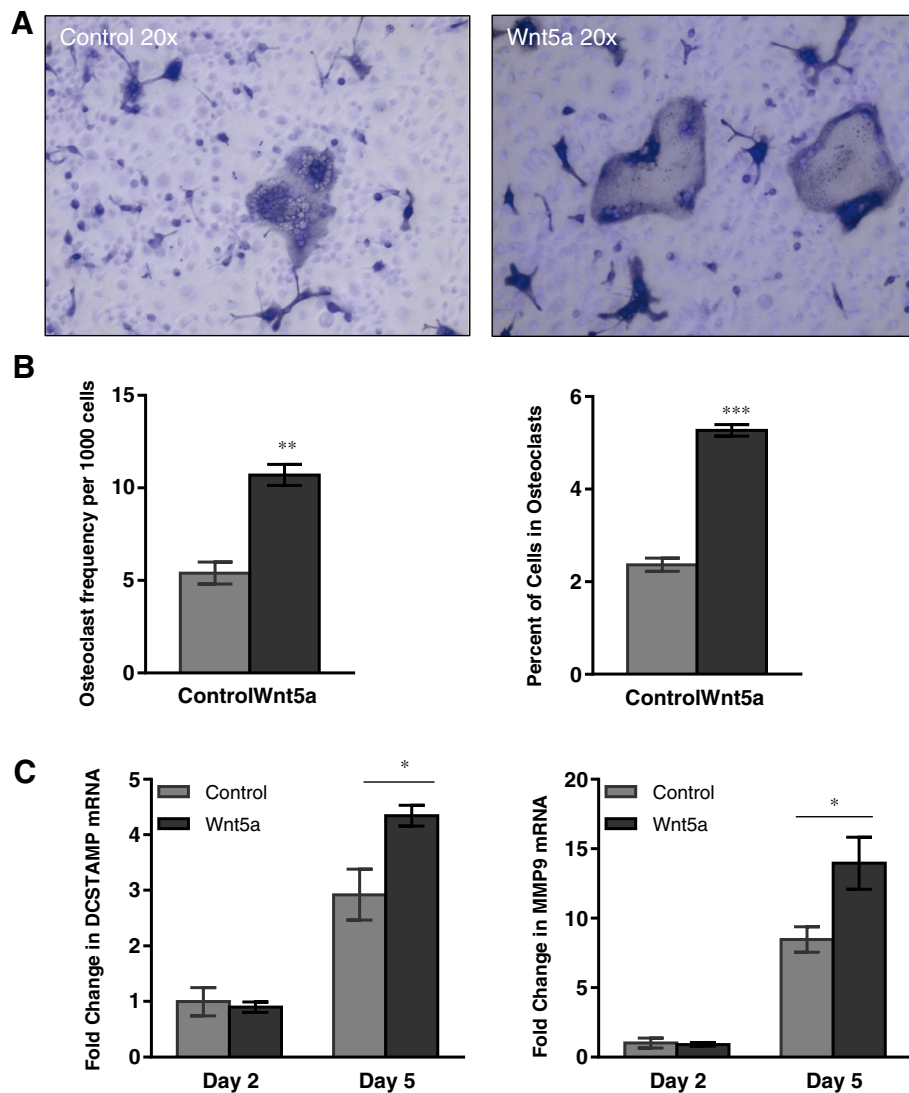 A
Control 20x
Wnt5a 20x
B
Osteoclast frequency per 1000 cells
15
10
5
0
**
ControlWnt5a
Percent of Cells in Osteoclasts
6
4
2
0
***
ControlWnt5a
C
Fold Change in DCSTAMP mRNA
5
4
3
2
1
0
Control
Wnt5a
*
Day 2
Day 5
Fold Change in MMP9 mRNA
20
15
10
5
0
Control
Wnt5a
*
Day 2
Day 5